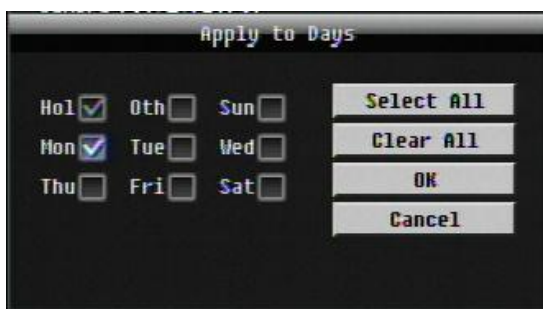 Apply to Days
Hol Oth Sun
Mon Tue Wed
Thu Fri Sat
Select All
Clear All
OK
Cancel